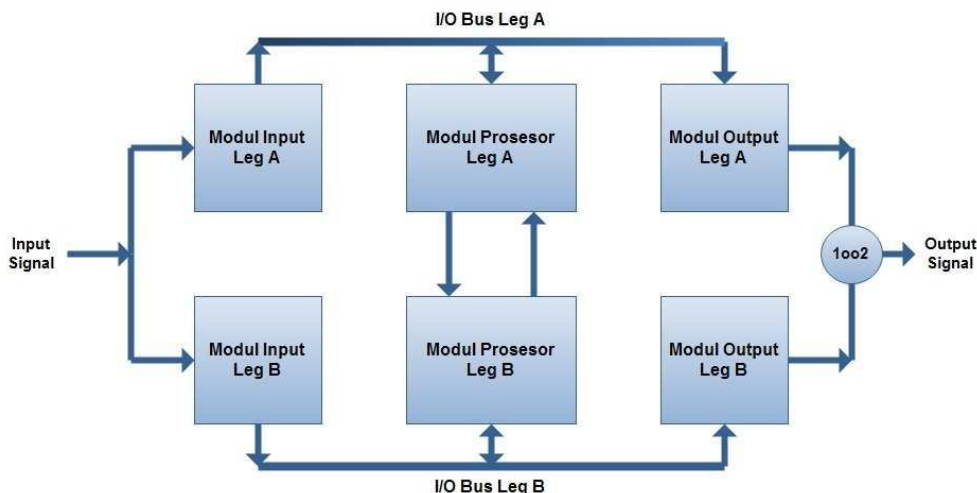 I/O Bus Leg A
Modul Input
Leg A
Modul Prosesor
Leg A
Modul Output
Leg A
Input
Signal
1oo2
Output
Signal
Modul Input
Leg B
Modul Prosesor
Leg B
Modul Output
Leg B
I/O Bus Leg B